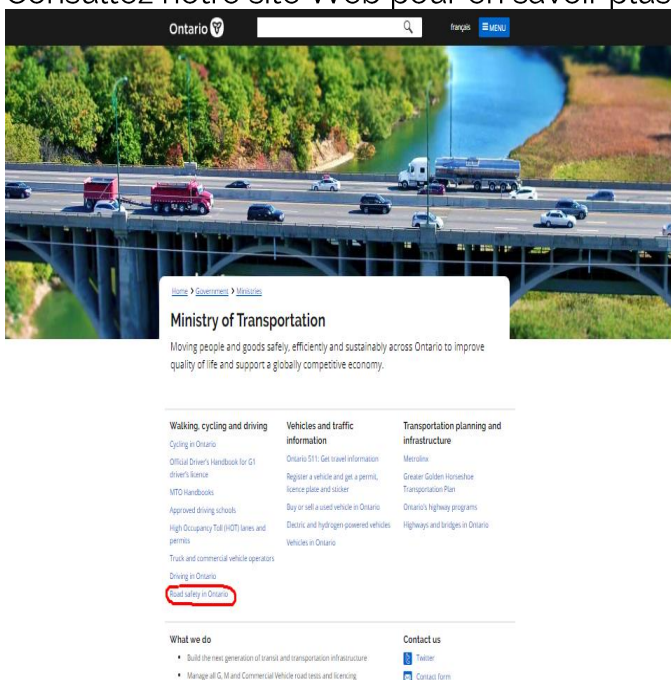 Consultez notre site Web pour en savoir plus
Ontario
français
MENU
Home > Government > Ministries
Ministry of Transportation
Moving people and goods safely, efficiently and sustainably across Ontario to improve
quality of life and support a globally competitive economy.
Walking, cycling and driving
Cycling in Ontario
Official Driver's Handbook for G1
driver's licence
MTO Handbooks
Approved driving schools
High Occupancy Toll (HOT) lanes and
permits
Truck and commercial vehicle operators
Driving in Ontario
Road safety in Ontario
Vehicles and traffic
information
Ontario 511: Get travel information
Register a vehicle and get a permit,
licence plate and sticker
Buy or sell a used vehicle in Ontario
Electric and hydrogen-powered vehicles
Vehicles in Ontario
Transportation planning and
infrastructure
Metrolinx
Greater Golden Horseshoe
Transportation Plan
Ontario's highway programs
Highways and bridges in Ontario
What we do
• Build the next generation of transit and transportation infrastructure
• Manage all G, M and Commercial Vehicle road tests and licencing
Contact us
Twitter
Contact form